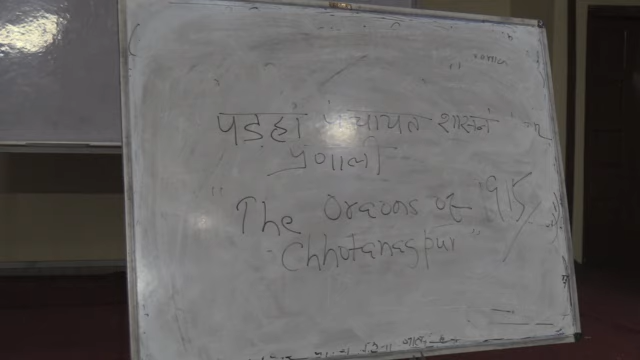 पड़हा पंचायत शासन
प्रणाली
"The Oraons of 1915
Chhotanagpur"